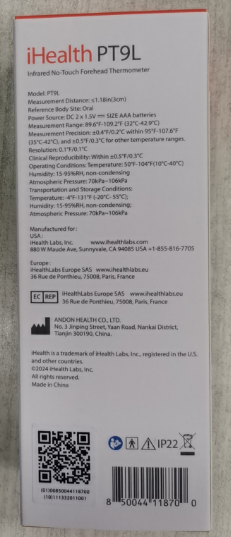 iHealth PT9L
Infrared No-Touch Forehead Thermometer
Model: PT9L
Measurement Distance: ≤1.18in(3cm)
Reference Body Site: Oral
Power Source: DC 2 x 1.5V SIZE AAA batteries
Measurement Range: 89.6°F-109.2°F (32°C-42.9°C)
Measurement Precision: ±0.4°F/0.2°C within 95°F-107.6°F
(35°C-42°C), and ±0.5°F/0.3°C for other temperature ranges.
Resolution: 0.1°F/0.1°C
Clinical Reproducibility: Within ±0.5°F/0.3°C
Operating Conditions: Temperature: 50°F-104°F(10°C-40°C)
Humidity: 15-95%RH, non-condensing
Atmospheric Pressure: 70kPa~106kPa
Transportation and Storage Conditions:
Temperature: -4°F-131°F (-20°C- 55°C);
Humidity: 15-95%RH, non-condensing;
Atmospheric Pressure: 70kPa~106kPa
Manufactured for:
USA:
iHealth Labs, Inc. www.ihealthlabs.com
880 W Maude Ave, Sunnyvale, CA 94085 USA +1-855-816-7705
Europe:
iHealthLabs Europe SAS www.ihealthlabs.eu
36 Rue de Ponthieu, 75008, Paris, France
EC REP iHealthLabs Europe SAS www.ihealthlabs.eu
36 Rue de Ponthieu, 75008, Paris, France
ANDON HEALTH CO., LTD.
No. 3 Jinping Street, Yaan Road, Nankai District,
Tianjin, China.
iHealth is a trademark of iHealth Labs, Inc., registered in the U.S.
and other countries.
©2024 iHealth Labs, Inc.
All rights reserved.
Made in China
IP22
8 50044 11870 0